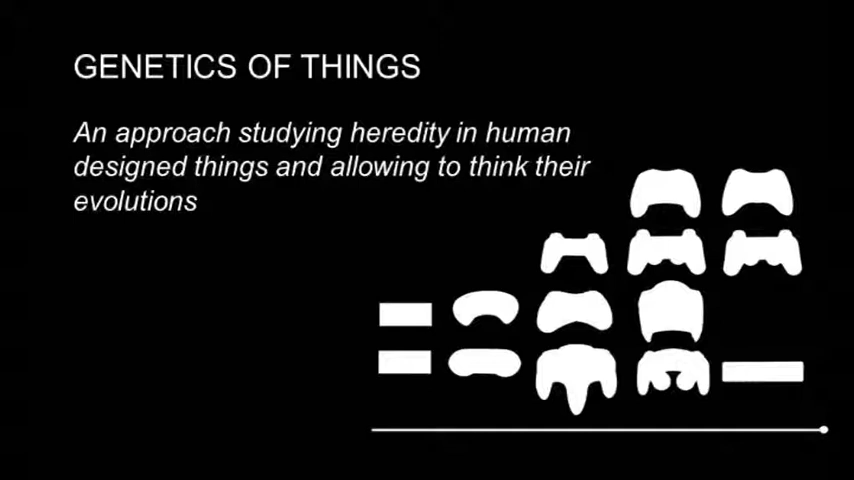 GENETICS OF THINGS
An approach studying heredity in human
designed things and allowing to think their
evolutions